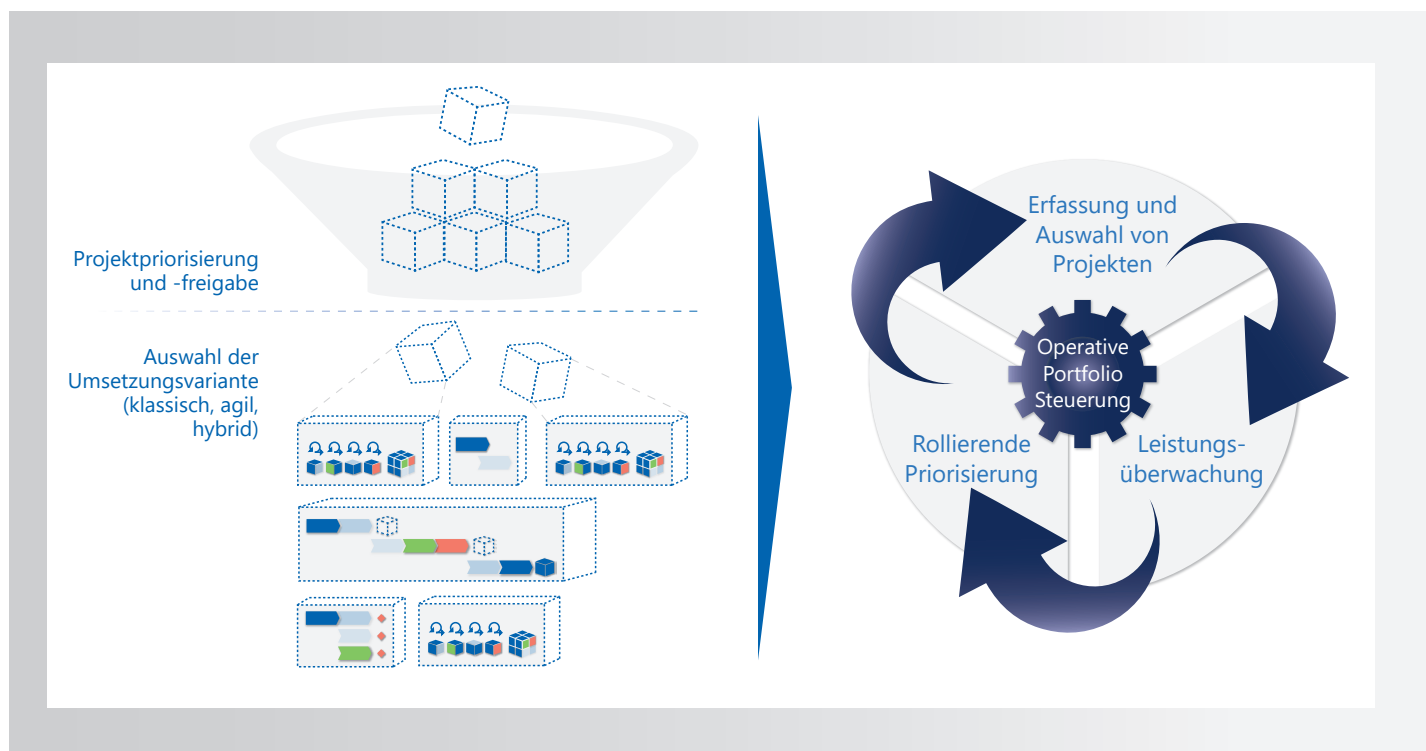 Projektpriorisierung
und -freigabe
Auswahl der
Umsetzungsvariante
(klassisch, agil,
hybrid)
Erfassung und
Auswahl von
Projekten
Operative
Portfolio
Steuerung
Rollierende
Priorisierung
Leistungs-
überwachung